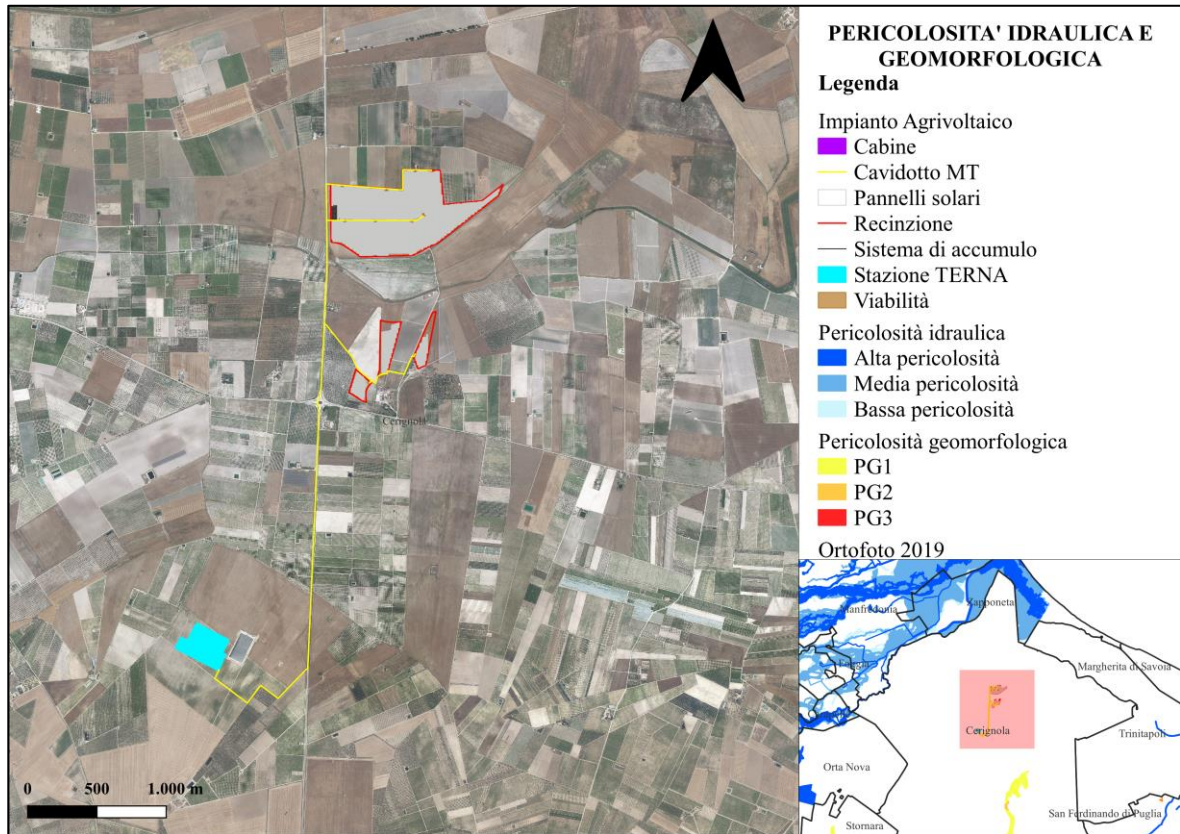 PERICOLOSITA' IDRAULICA E
GEOMORFOLOGICA
Legenda
Impianto Agrivoltaico
Cabine
Cavidotto MT
Pannelli solari
Recinzione
Sistema di accumulo
Stazione TERNA
Viabilità
Pericolosità idraulica
Alta pericolosità
Media pericolosità
Bassa pericolosità
Pericolosità geomorfologica
PG1
PG2
PG3
Ortofoto 2019
Cerignola
0 500 1.000 m
Manfredonia
Zapponeta
Margherita di Savoia
Cerignola
Trinitapoli
Orta Nova
San Ferdinando di Puglia
Stornara